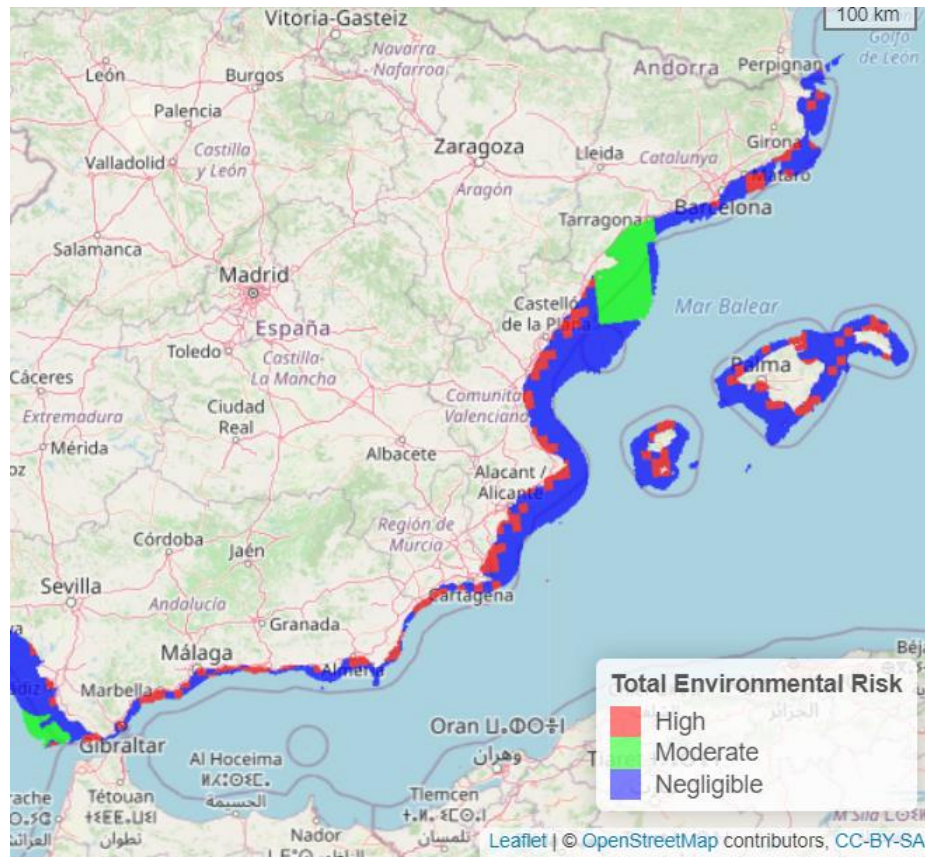 100 km
Vitoria-Gasteiz
Golfo
de León
Navarra
- Nafarroa
León
Burgos
Andorra
Perpignan
Palencia
Castilla
y León
Zaragoza
Girona
Valladolid
Lleida
Catalunya
Mataró
Aragón
Barcelona
Tarragona
Salamanca
Madrid
Mar Balear
España
Castelló
de la Plana
Toledo
Castilla-
La Mancha
Palma
Cáceres
Comunitat
Valenciana
Extremadura
Ciudad
Real
Mérida
oz
Albacete
Alacant /
Alicante
Región de
Murcia
Córdoba
Jaén
Sevilla
Cartagena
Andalucía
Granada
Málaga
Almería
Marbella
Gibraltar
Total Environmental Risk
High
Moderate
Negligible
Oran
وهران
Al Hoceima
الحسيمة
Tétouan
تطوان
Tlemcen
تلمسان
Nador
Leaflet | © OpenStreetMap contributors, CC-BY-SA